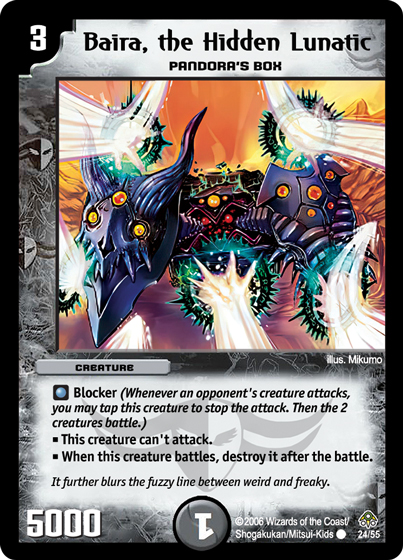 3 Baira, the Hidden Lunatic
PANDORA'S BOX
illus. Mikumo
CREATURE
Blocker (Whenever an opponent's creature attacks,
you may tap this creature to stop the attack. Then the 2
creatures battle.)
▪ This creature can't attack.
▪ When this creature battles, destroy it after the battle.
It further blurs the fuzzy line between weird and freaky.
5000
1
©2006 Wizards of the Coast/
Shogakukan/Mitsui-Kids ● 24/55